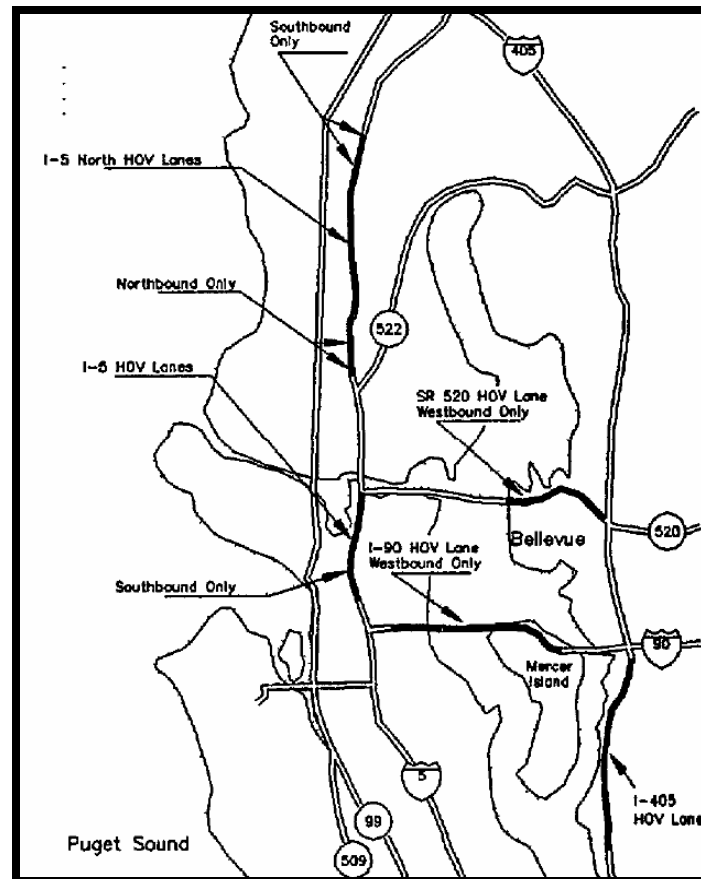 Southbound
Only
405
I-5 North HOV Lanes
Northbound Only
522
I-5 HOV Lanes
SR 520 HOV Lane
Westbound Only
520
Bellevue
I-90 HOV Lane
Westbound Only
Southbound Only
90
Mercer
Island
5
I-405
HOV Lane
99
Puget Sound
509